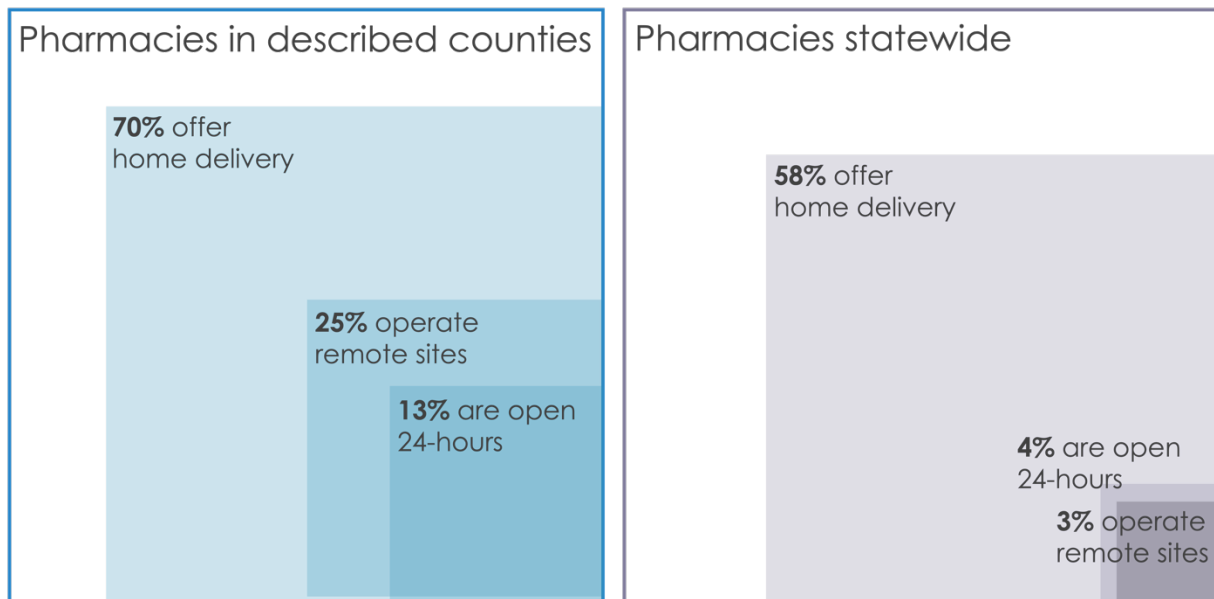 Pharmacies in described counties
70% offer
home delivery
25% operate
remote sites
13% are open
24-hours
Pharmacies statewide
58% offer
home delivery
4% are open
24-hours
3% operate
remote sites